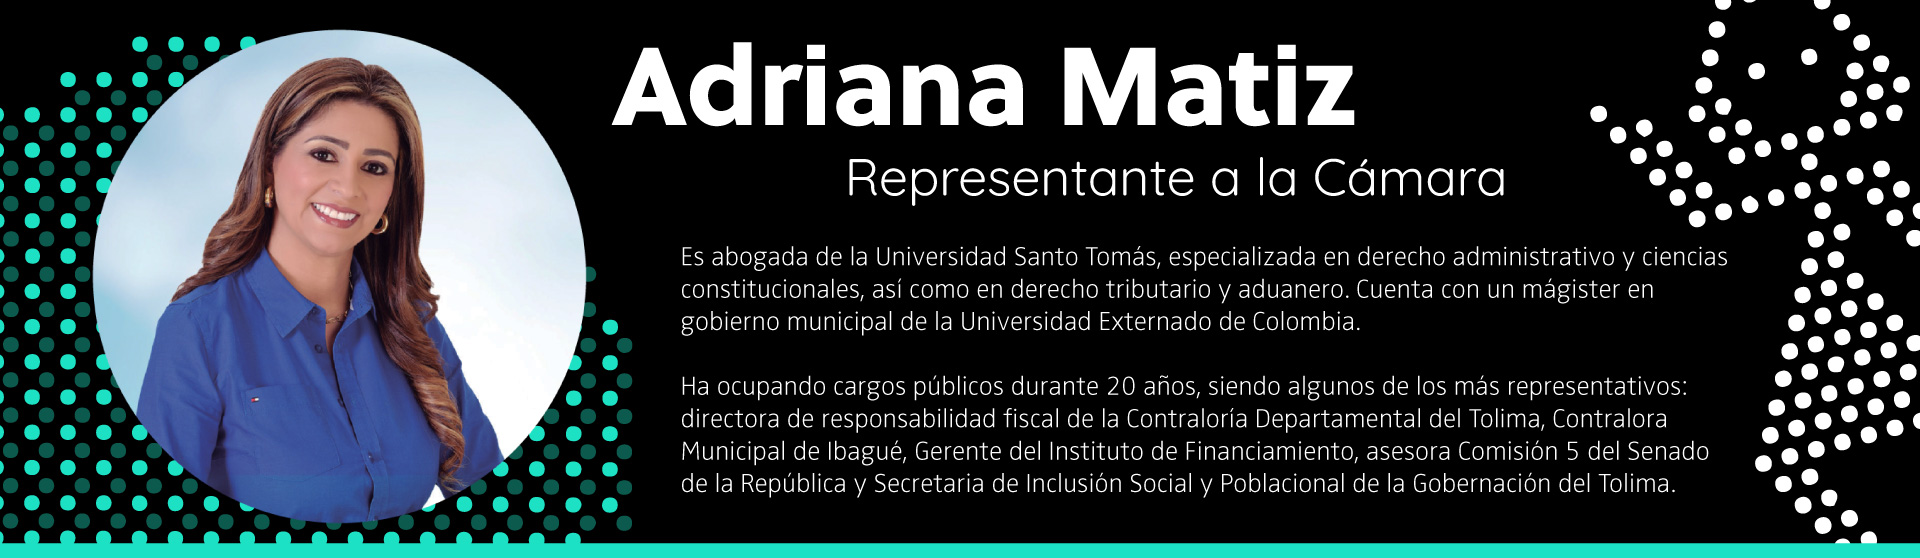 Adriana Matiz
Representante a la Cámara
Es abogada de la Universidad Santo Tomás, especializada en derecho administrativo y ciencias
constitucionales, así como en derecho tributario y aduanero. Cuenta con un mágister en
gobierno municipal de la Universidad Externado de Colombia.
Ha ocupando cargos públicos durante 20 años, siendo algunos de los más representativos:
directora de responsabilidad fiscal de la Contraloría Departamental del Tolima, Contralora
Municipal de Ibagué, Gerente del Instituto de Financiamiento, asesora Comisión 5 del Senado
de la República y Secretaria de Inclusión Social y Poblacional de la Gobernación del Tolima.